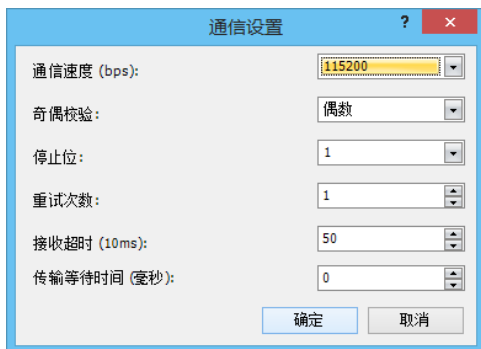 通信设置 ? ×
通信速度 (bps): 115200
奇偶校验: 偶数
停止位: 1
重试次数: 1
接收超时 (10ms): 50
传输等待时间 (毫秒): 0
确定 取消